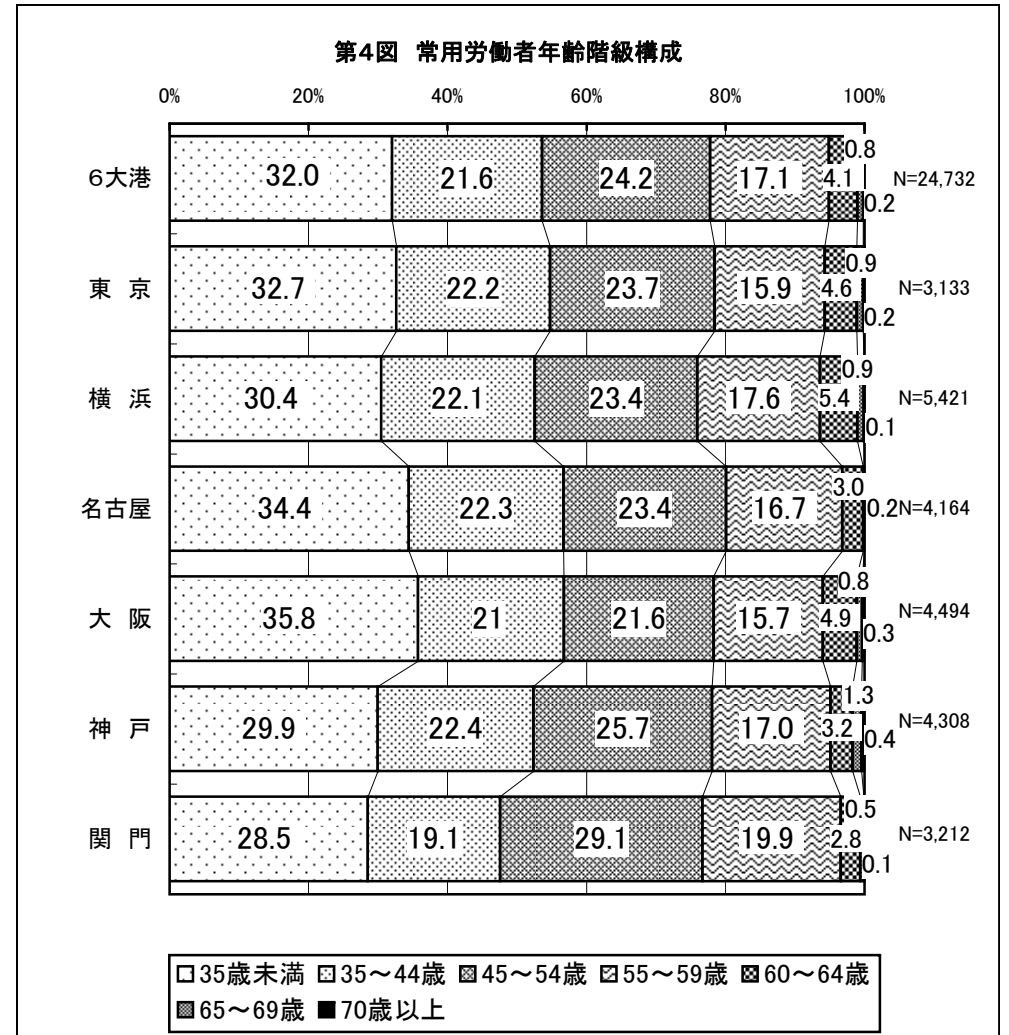 第4図 常用労働者年齢階級構成
0% 20% 40% 60% 80% 100%
6大港 32.0 21.6 24.2 17.1 4.1 0.8 0.2 N=24,732
東 京 32.7 22.2 23.7 15.9 4.6 0.9 0.2 N=3,133
横 浜 30.4 22.1 23.4 17.6 5.4 0.9 0.1 N=5,421
名古屋 34.4 22.3 23.4 16.7 3.0 0.2 N=4,164
大 阪 35.8 21 21.6 15.7 4.9 0.8 0.3 N=4,494
神 戸 29.9 22.4 25.7 17.0 3.2 1.3 0.4 N=4,308
関 門 28.5 19.1 29.1 19.9 2.8 0.5 0.1 N=3,212
35歳未満 35～44歳 45～54歳 55～59歳 60～64歳
65～69歳 70歳以上